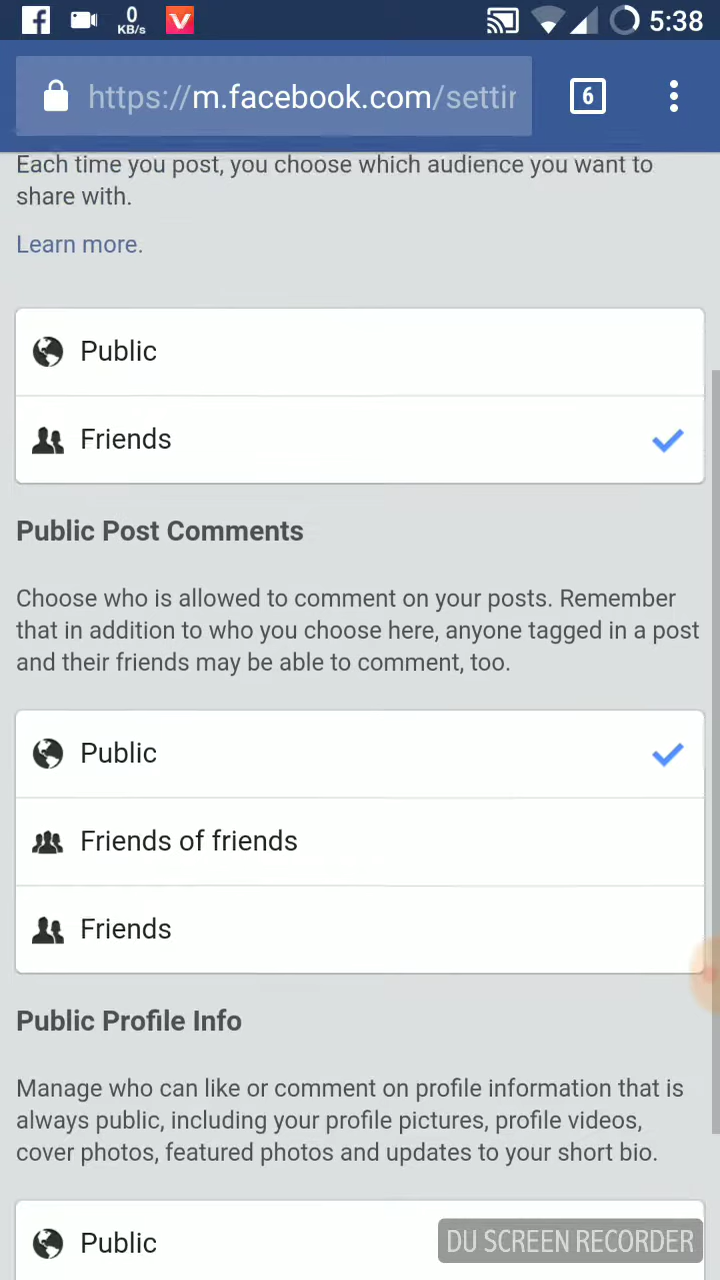 0
KB/s
5:38
https://m.facebook.com/settin
6
Each time you post, you choose which audience you want to
share with.
Learn more.
Public
Friends
Public Post Comments
Choose who is allowed to comment on your posts. Remember
that in addition to who you choose here, anyone tagged in a post
and their friends may be able to comment, too.
Public
Friends of friends
Friends
Public Profile Info
Manage who can like or comment on profile information that is
always public, including your profile pictures, profile videos,
cover photos, featured photos and updates to your short bio.
Public
DU SCREEN RECORDER